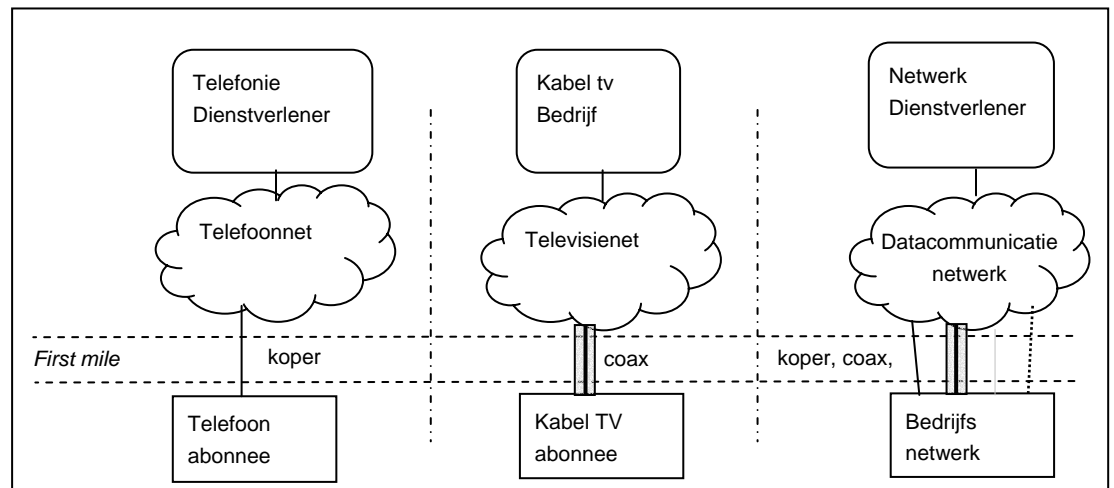 Telefonie
Dienstverlener
Kabel tv
Bedrijf
Netwerk
Dienstverlener
Telefoonnet
Televisienet
Datacommunicatie
netwerk
First mile
koper
coax
koper, coax,
Telefoon
abonnee
Kabel TV
abonnee
Bedrijfs
netwerk